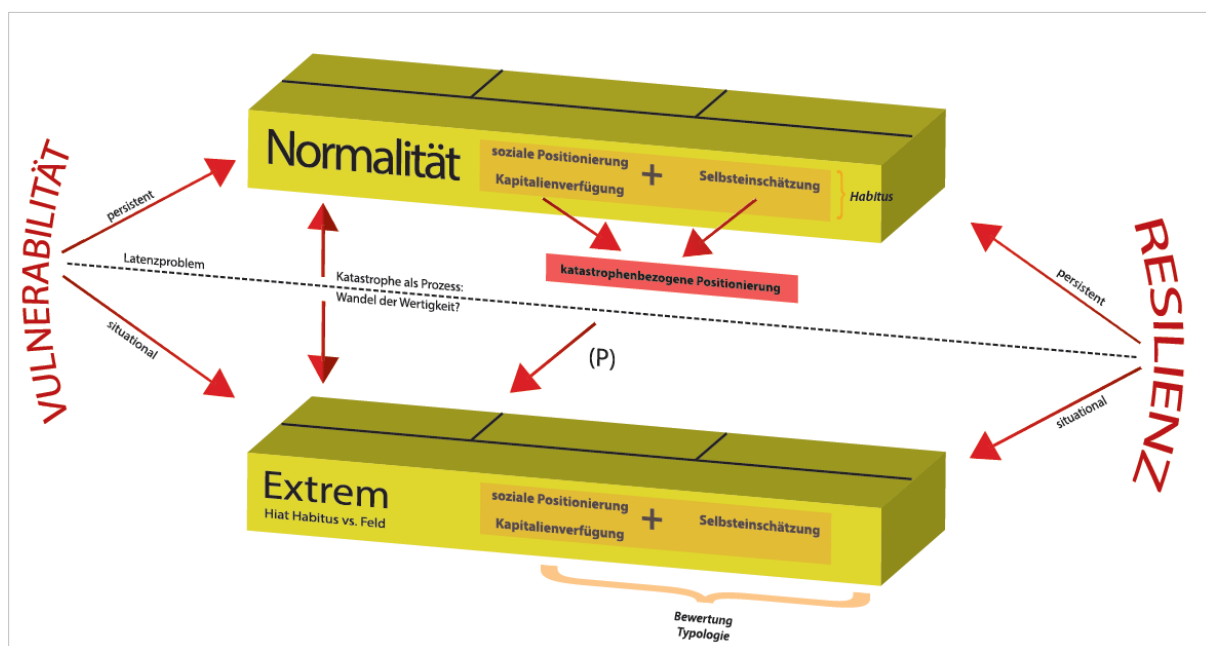 VULNERABILITÄT
persistent
Latenzproblem
situational
Normalität
soziale Positionierung
Kapitalienverfügung
+
Selbsteinschätzung
Habitus
katastrophenbezogene Positionierung
Katastrophe als Prozess:
Wandel der Wertigkeit?
(P)
Extrem
Hiat Habitus vs. Feld
soziale Positionierung
Kapitalienverfügung
+
Selbsteinschätzung
Bewertung
Typologie
persistent
situational
RESILIENZ